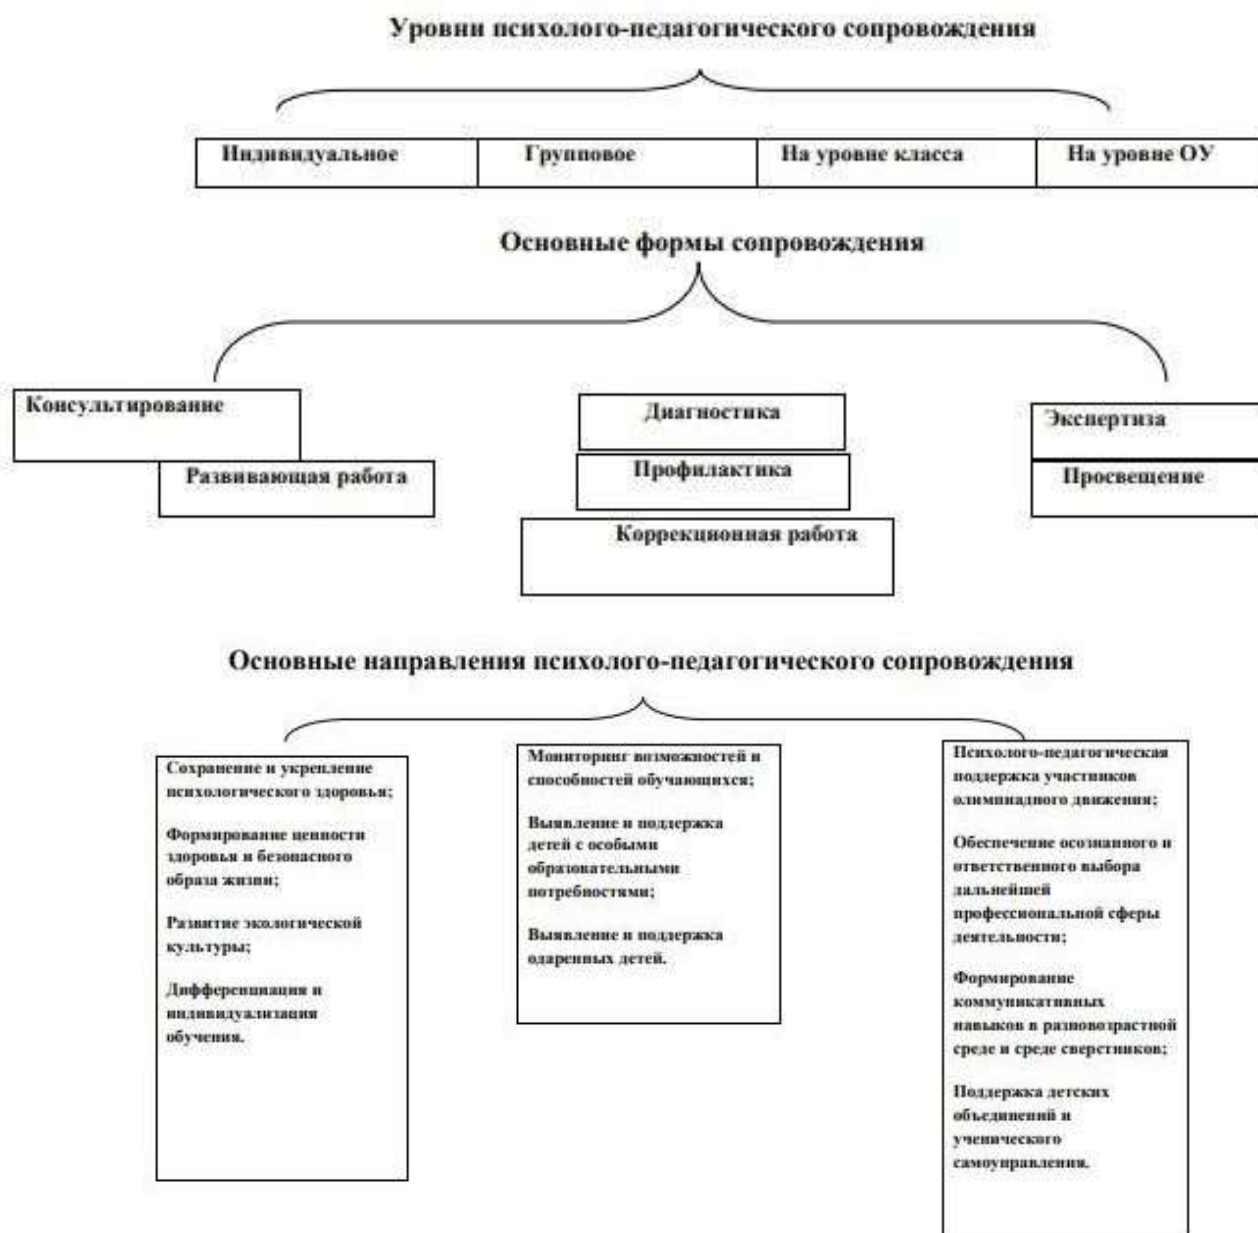 Уровни психолого-педагогического сопровождения
Индивидуальное
Групповое
На уровне класса
На уровне ОУ
Основные формы сопровождения
Консультирование
Развивающая работа
Диагностика
Профилактика
Коррекционная работа
Экспертиза
Просвещение
Основные направления психолого-педагогического сопровождения
Сохранение и укрепление
психологического здоровья;
Формирование ценности
здоровья и безопасного
образа жизни;
Развитие экологической
культуры;
Дифференциация и
индивидуализация
обучения.
Мониторинг возможностей и
способностей обучающихся;
Выявление и поддержка
детей с особыми
образовательными
потребностями;
Выявление и поддержка
одаренных детей.
Психолого-педагогическая
поддержка участников
олимпиадного движения;
Обеспечение осознанного и
ответственного выбора
дальнейшей
профессиональной сферы
деятельности;
Формирование
коммуникативных
навыков в разновозрастной
среде и среде сверстников;
Поддержка детских
объединений и
ученического
самоуправления.